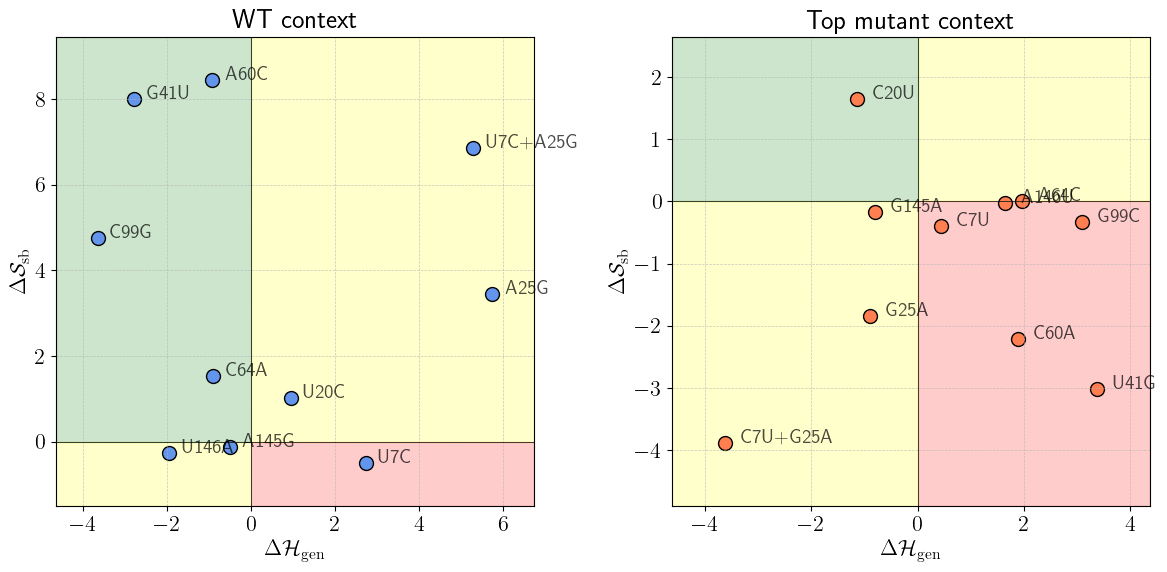 WT context
A60C
G41U
U7C+A25G
C99G
A25G
C64A
U20C
U146A
A145G
U7C
8
6
4
2
0
−4
−2
0
2
4
6
ΔS_sb
ΔH_gen
Top mutant context
C20U
A64C
A146U
G145A
G99C
C7U
G25A
C60A
U41G
C7U+G25A
2
1
0
−1
−2
−3
−4
−4
−2
0
2
4
ΔS_sb
ΔH_gen